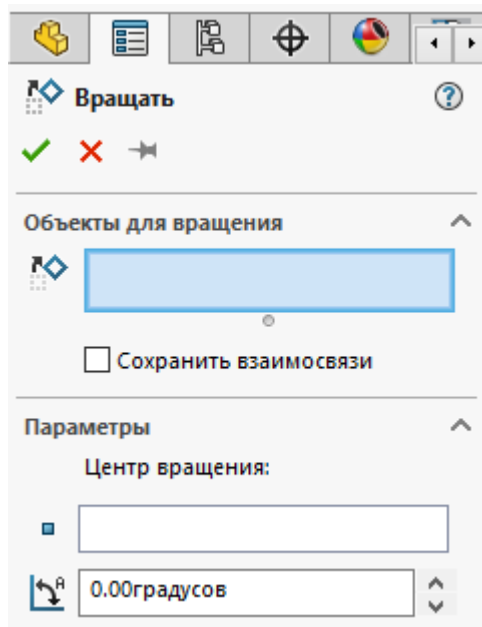 Вращать
Объекты для вращения
Сохранить взаимосвязи
Параметры
Центр вращения:
0.00градусов